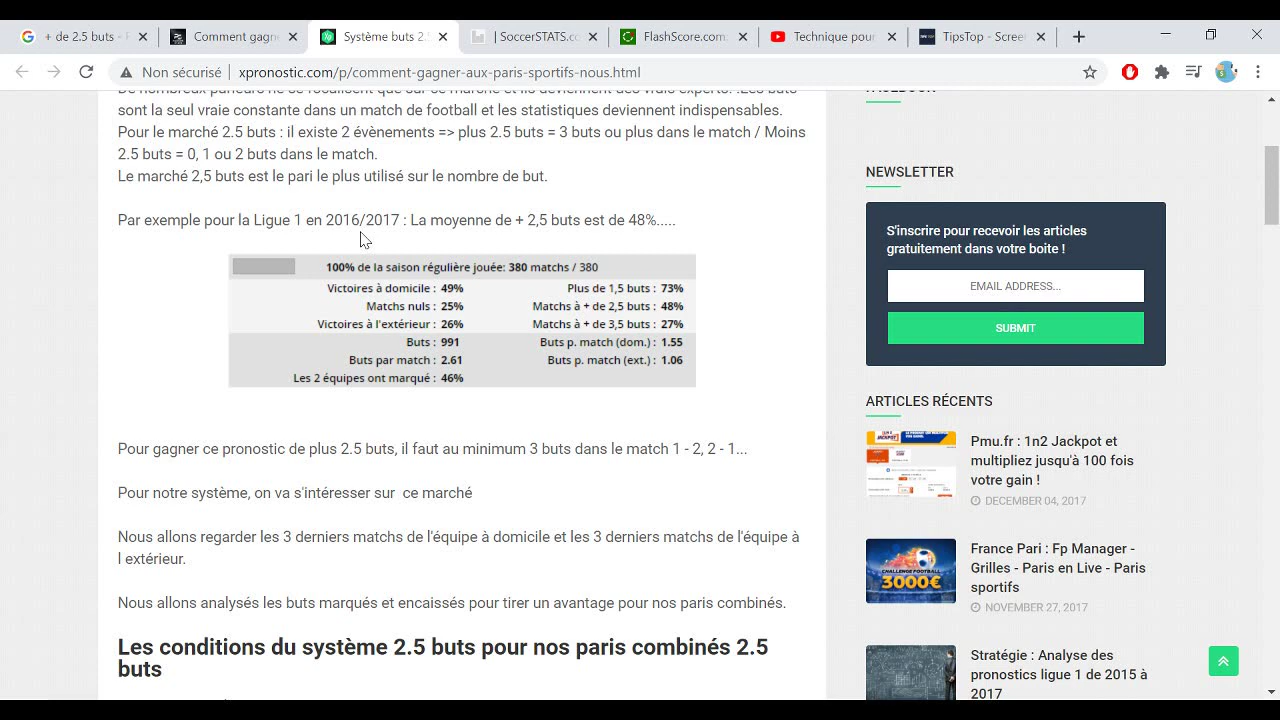 + de 2.5 buts -
Comment gagn
Système buts 2.
| SoccerSTATS.co
FlashScore.com
Technique pour
TipsTop - Scree
Non sécurisé | xpronostic.com/p/comment-gagner-aux-paris-sportifs-nous.html
sont la seul vraie constante dans un match de football et les statistiques deviennent indispensables.
Pour le marché 2.5 buts : il existe 2 évènements => plus 2.5 buts = 3 buts ou plus dans le match / Moins
2.5 buts = 0, 1 ou 2 buts dans le match.
Le marché 2,5 buts est le pari le plus utilisé sur le nombre de but.
Par exemple pour la Ligue 1 en 2016/2017 : La moyenne de + 2,5 buts est de 48%.....
100% de la saison régulière jouée: 380 matchs / 380
Victoires à domicile : 49% Plus de 1,5 buts : 73%
Matchs nuls : 25% Matchs à + de 2,5 buts : 48%
Victoires à l'extérieur : 26% Matchs à + de 3,5 buts : 27%
Buts : 991 Buts p. match (dom.) : 1.55
Buts par match : 2.61 Buts p. match (ext.) : 1.06
Les 2 équipes ont marqué : 46%
Pour gagner ce pronostic de plus 2.5 buts, il faut au minimum 3 buts dans le match 1 - 2, 2 - 1...
Pour notre système, on va s'intéresser sur ce marché
Nous allons regarder les 3 derniers matchs de l'équipe à domicile et les 3 derniers matchs de l'équipe à
l extérieur.
Nous allons analyses les buts marqués et encaissés pour tirer un avantage pour nos paris combinés.
Les conditions du système 2.5 buts pour nos paris combinés 2.5
buts
FACEBOOK
NEWSLETTER
S'inscrire pour recevoir les articles
gratuitement dans votre boite !
EMAIL ADDRESS...
SUBMIT
ARTICLES RÉCENTS
Pmu.fr : 1n2 Jackpot et
multipliez jusqu'à 100 fois
votre gain !
DECEMBER 04, 2017
CHALLENGE FOOTBALL
3000€
France Pari : Fp Manager -
Grilles - Paris en Live - Paris
sportifs
NOVEMBER 27, 2017
Stratégie : Analyse des
pronostics ligue 1 de 2015 à
2017